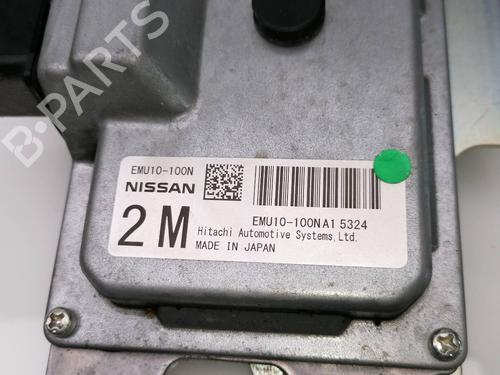 B-PARTS
EMU10-100N
NISSAN
2M
EMU10-100NA1 5324
Hitachi Automotive Systems,Ltd.
MADE IN JAPAN